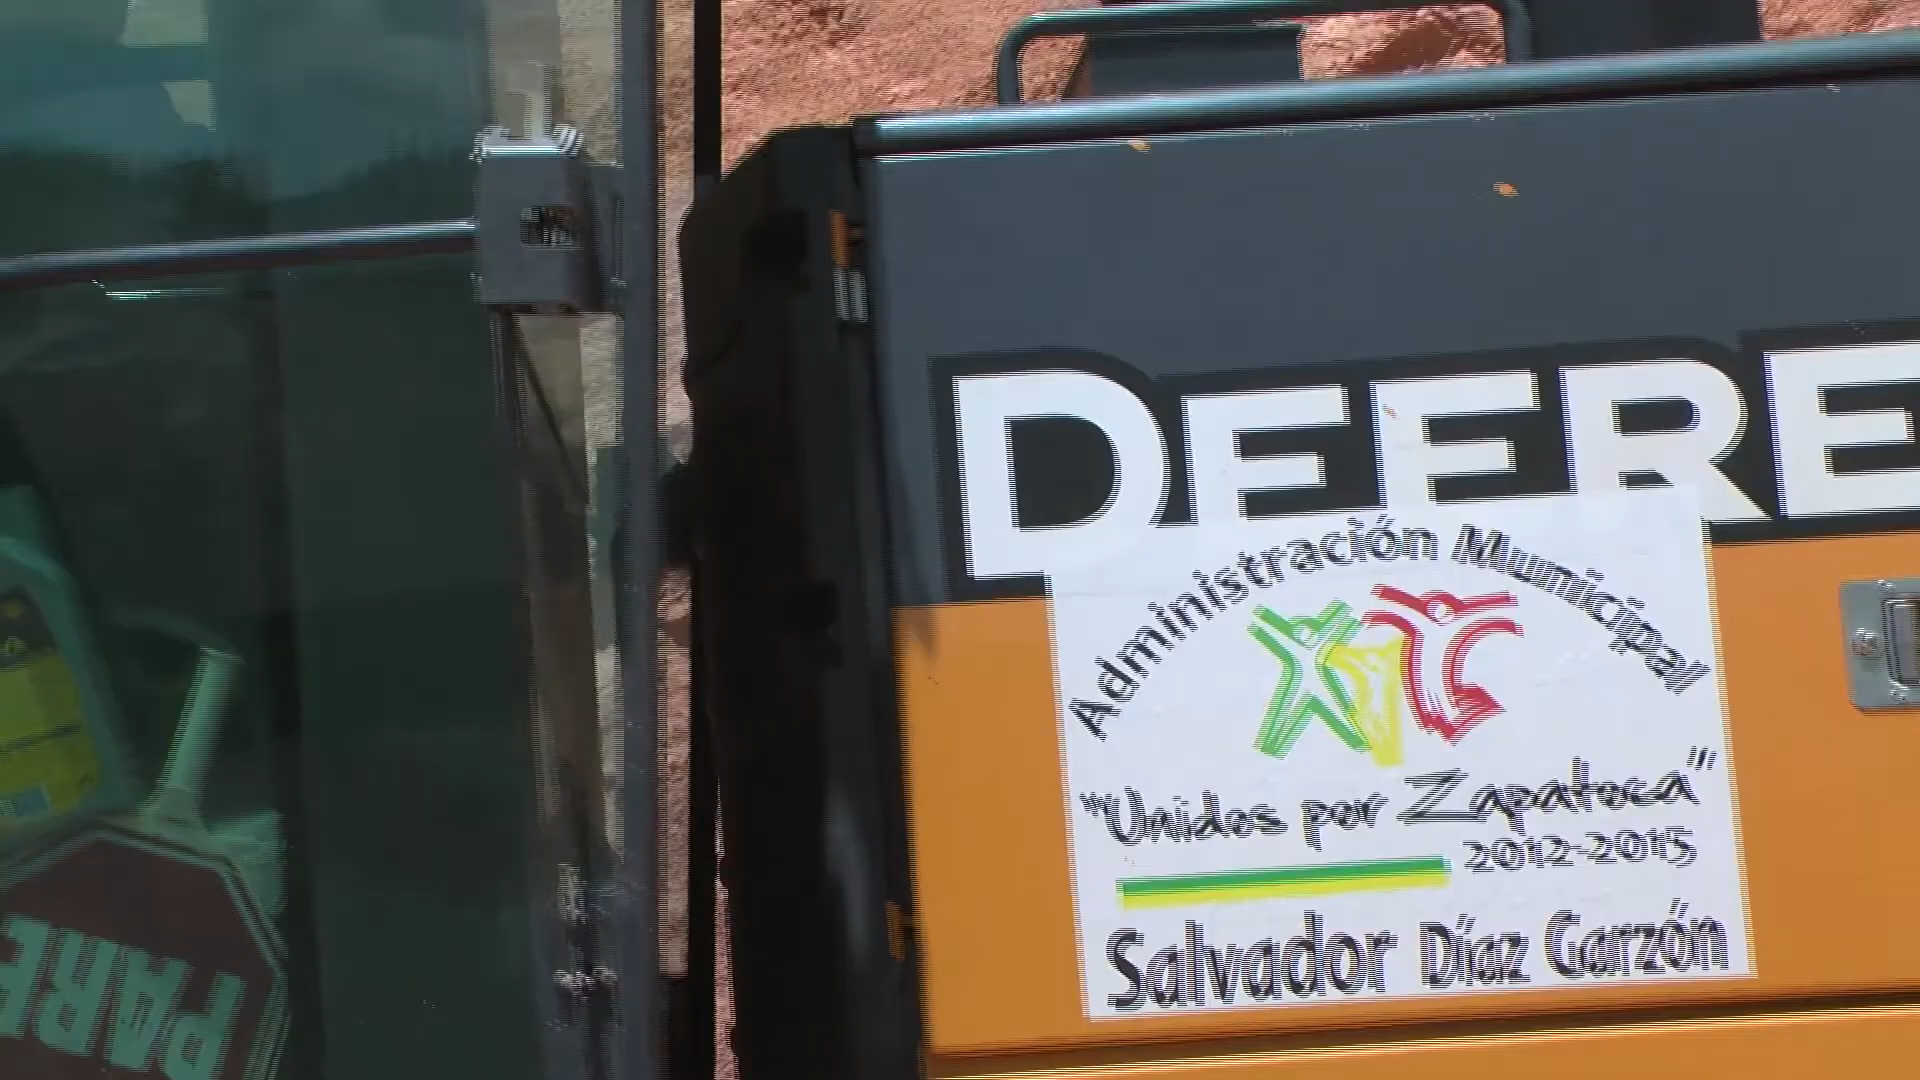 DEERE
Administración Municipal
"Unidos por Zapatoca"
2012-2015
Salvador Díaz Garzón
PARE